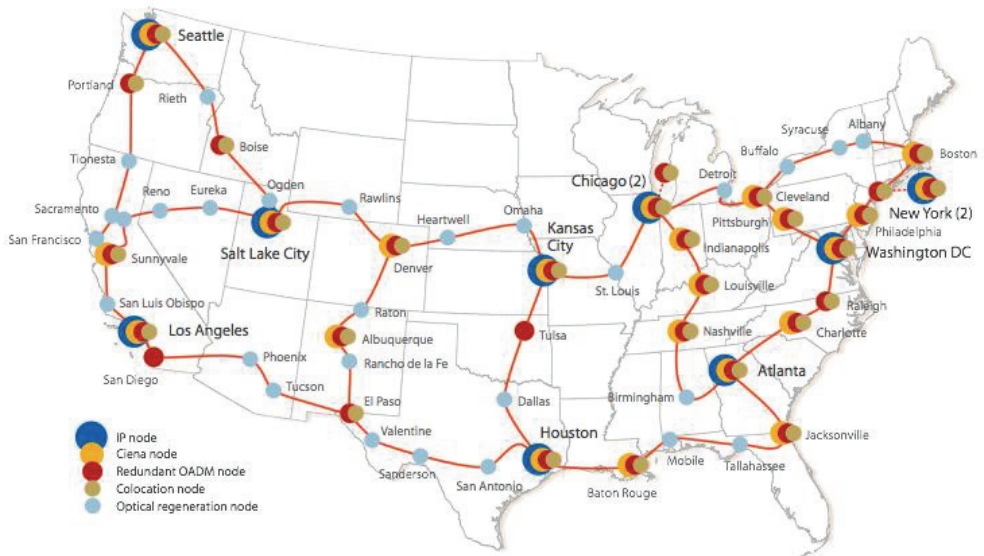 Seattle
Portland
Rieth
Boise
Tionesta
Ogden
Reno
Eureka
Sacramento
San Francisco
Sunnyvale
Salt Lake City
Rawlins
Heartwell
Omaha
Denver
Kansas
City
Chicago (2)
Detroit
Buffalo
Syracuse
Albany
Boston
Cleveland
Pittsburgh
New York (2)
Philadelphia
Washington DC
Indianapolis
St. Louis
Louisville
Raleigh
Charlotte
Nashville
San Luis Obispo
Los Angeles
San Diego
Phoenix
Tucson
Raton
Albuquerque
Rancho de la Fe
El Paso
Tulsa
Dallas
Birmingham
Atlanta
Valentine
Sanderson
San Antonio
Houston
Baton Rouge
Mobile
Tallahassee
Jacksonville
IP node
Ciena node
Redundant OADM node
Colocation node
Optical regeneration node